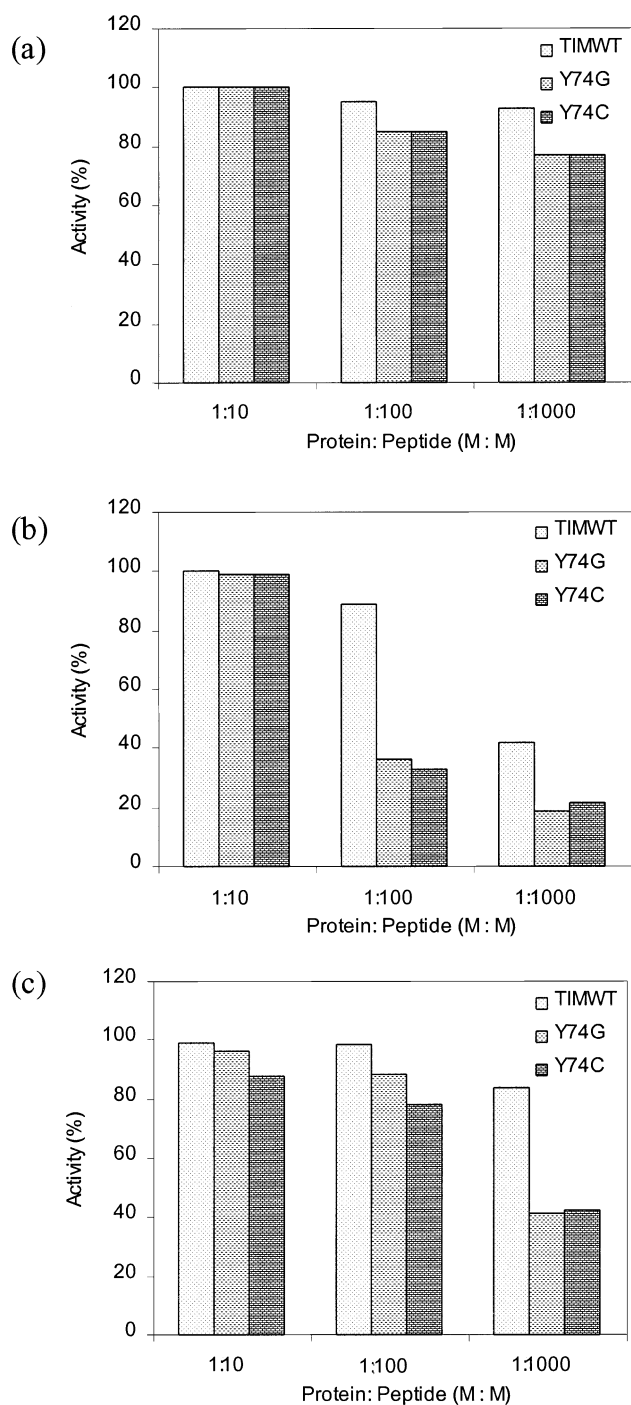 (a)
120
100
80
60
40
20
0
Activity (%)
TIMWT
Y74G
Y74C
1:10
1:100
1:1000
Protein: Peptide (M : M)
(b)
120
100
80
60
40
20
0
Activity (%)
TIMWT
Y74G
Y74C
1:10
1:100
1:1000
Protein: Peptide (M : M)
(c)
120
100
80
60
40
20
0
Activity (%)
TIMWT
Y74G
Y74C
1:10
1:100
1:1000
Protein: Peptide (M : M)